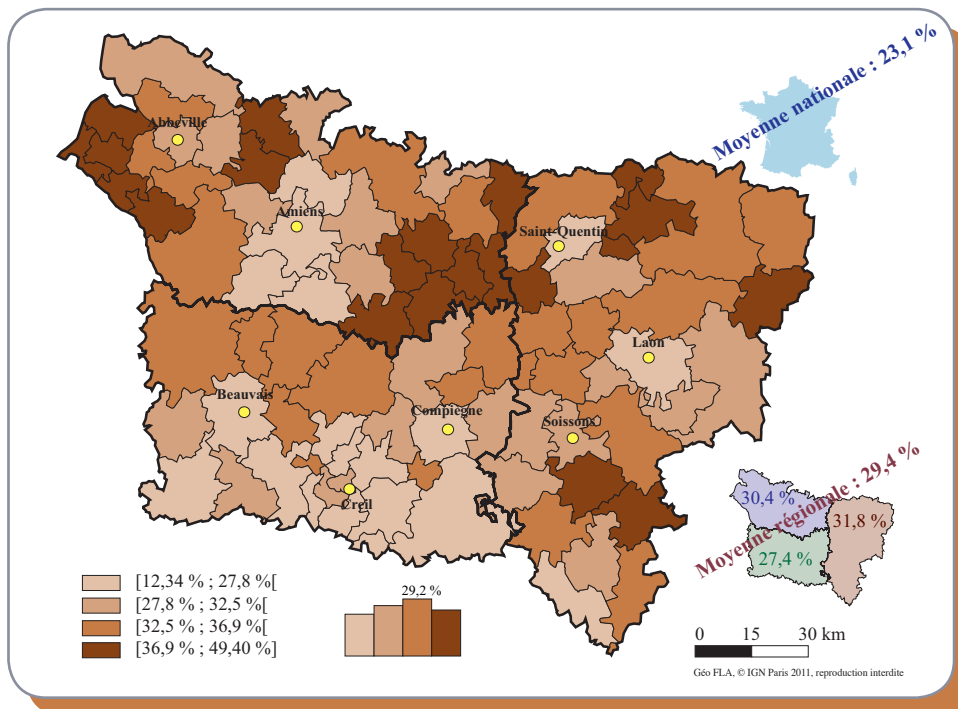 Moyenne nationale : 23,1 %
Abbeville
Amiens
Saint-Quentin
Laon
Beauvais
Compiègne
Soissons
Creil
Moyenne régionale : 29,4 %
30,4 %
31,8 %
27,4 %
[12,34 % ; 27,8 %[
[27,8 % ; 32,5 %[
[32,5 % ; 36,9 %[
[36,9 % ; 49,40 %]
29,2 %
0 15 30 km
Géo FLA, © IGN Paris 2011, reproduction interdite